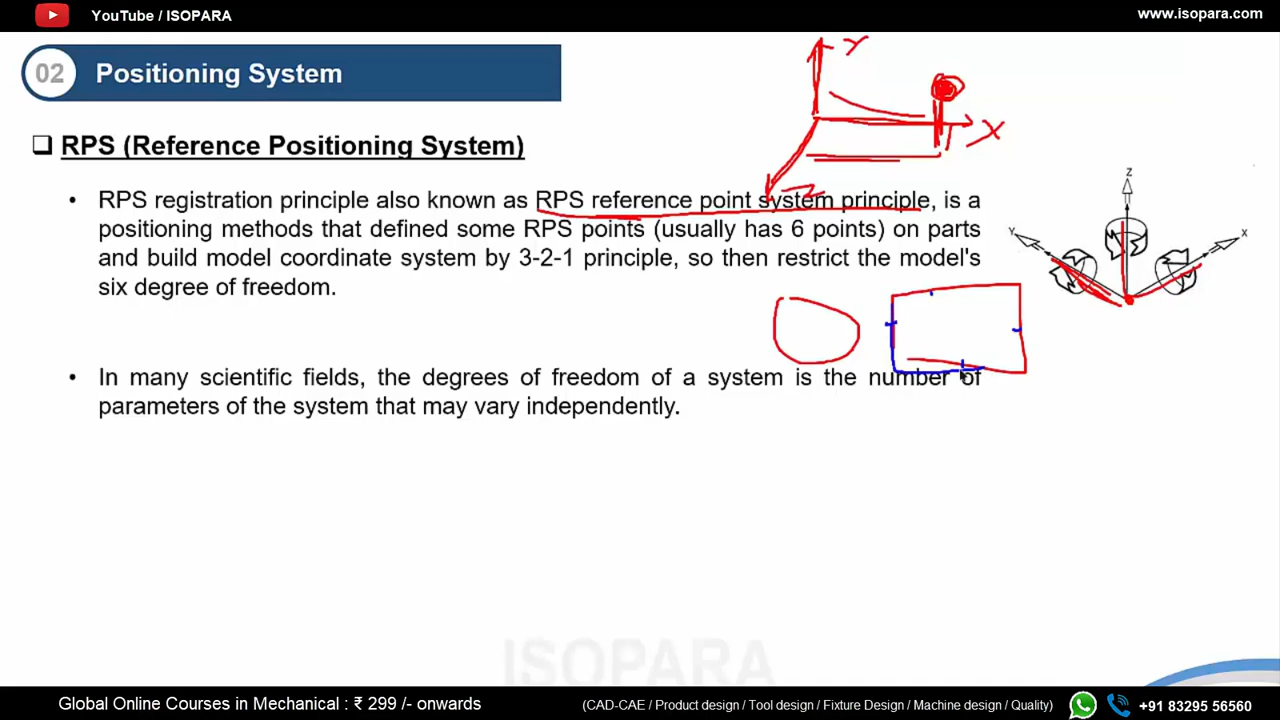 YouTube / ISOPARA
www.isopara.com
02 Positioning System
Y
X
Z
❑ RPS (Reference Positioning System)
• RPS registration principle also known as RPS reference point system principle, is a
positioning methods that defined some RPS points (usually has 6 points) on parts
and build model coordinate system by 3-2-1 principle, so then restrict the model's
six degree of freedom.
Z
Y
X
• In many scientific fields, the degrees of freedom of a system is the number of
parameters of the system that may vary independently.
ISOPARA
Global Online Courses in Mechanical : ₹ 299 /- onwards
(CAD-CAE / Product design / Tool design / Fixture Design / Machine design / Quality)
+91 83295 56560